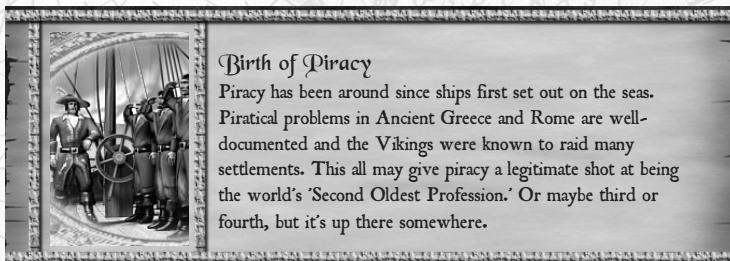 Birth of Piracy
Piracy has been around since ships first set out on the seas.
Piratical problems in Ancient Greece and Rome are well-
documented and the Vikings were known to raid many
settlements. This all may give piracy a legitimate shot at being
the world's 'Second Oldest Profession.' Or maybe third or
fourth, but it's up there somewhere.